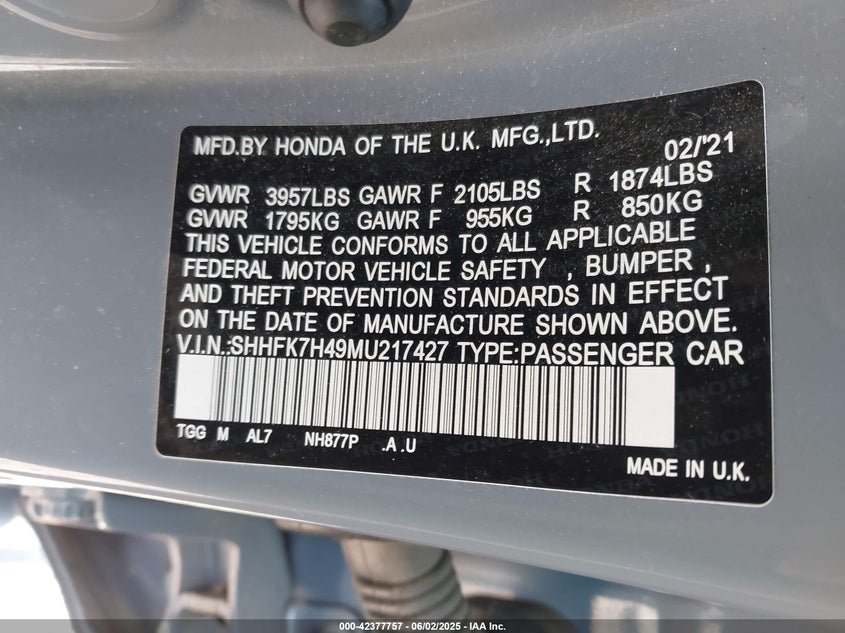 MFD.BY HONDA OF THE U.K. MFG.,LTD. 02/'21
GVWR 3957LBS GAWR F 2105LBS R 1874LBS
GVWR 1795KG GAWR F 955KG R 850KG
THIS VEHICLE CONFORMS TO ALL APPLICABLE
FEDERAL MOTOR VEHICLE SAFETY , BUMPER ,
AND THEFT PREVENTION STANDARDS IN EFFECT
ON THE DATE OF MANUFACTURE SHOWN ABOVE.
V.I.N.:SHHFK7H49MU217427 TYPE:PASSENGER CAR
TGG M AL7 NH877P .A .U
MADE IN U.K.
000-42377757 - 06/02/2025 - IAA Inc.